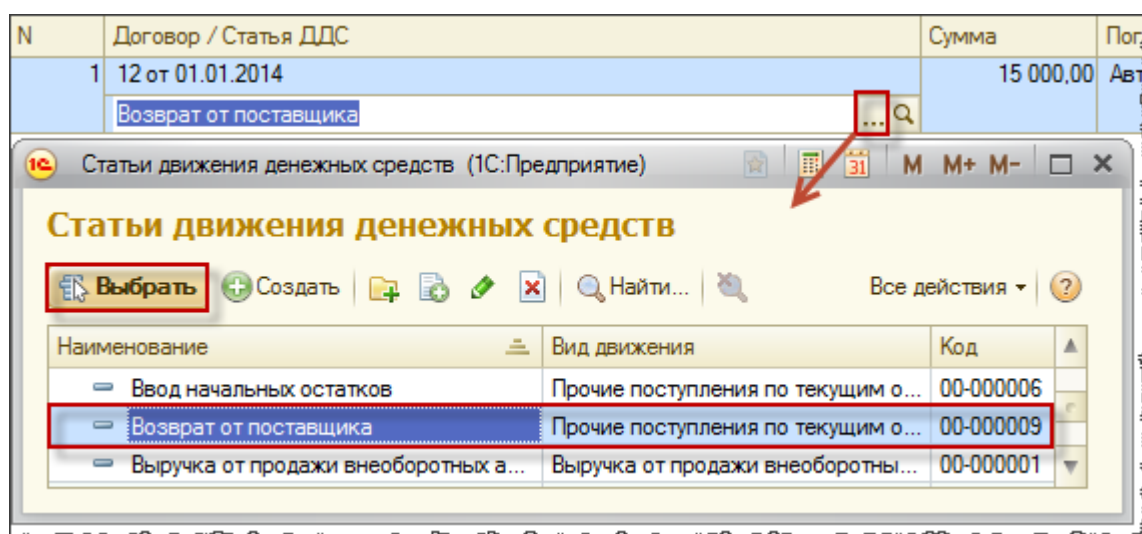 N Договор / Статья ДДС Сумма
1 12 от 01.01.2014 15 000,00
Возврат от поставщика ...
1С Статьи движения денежных средств (1С:Предприятие) 31 M M+ M-
Статьи движения денежных средств
Выбрать Создать Найти... Все действия ?
Наименование Вид движения Код
Ввод начальных остатков Прочие поступления по текущим о... 00-000006
Возврат от поставщика Прочие поступления по текущим о... 00-000009
Выручка от продажи внеоборотных а... Выручка от продажи внеоборотны... 00-000001